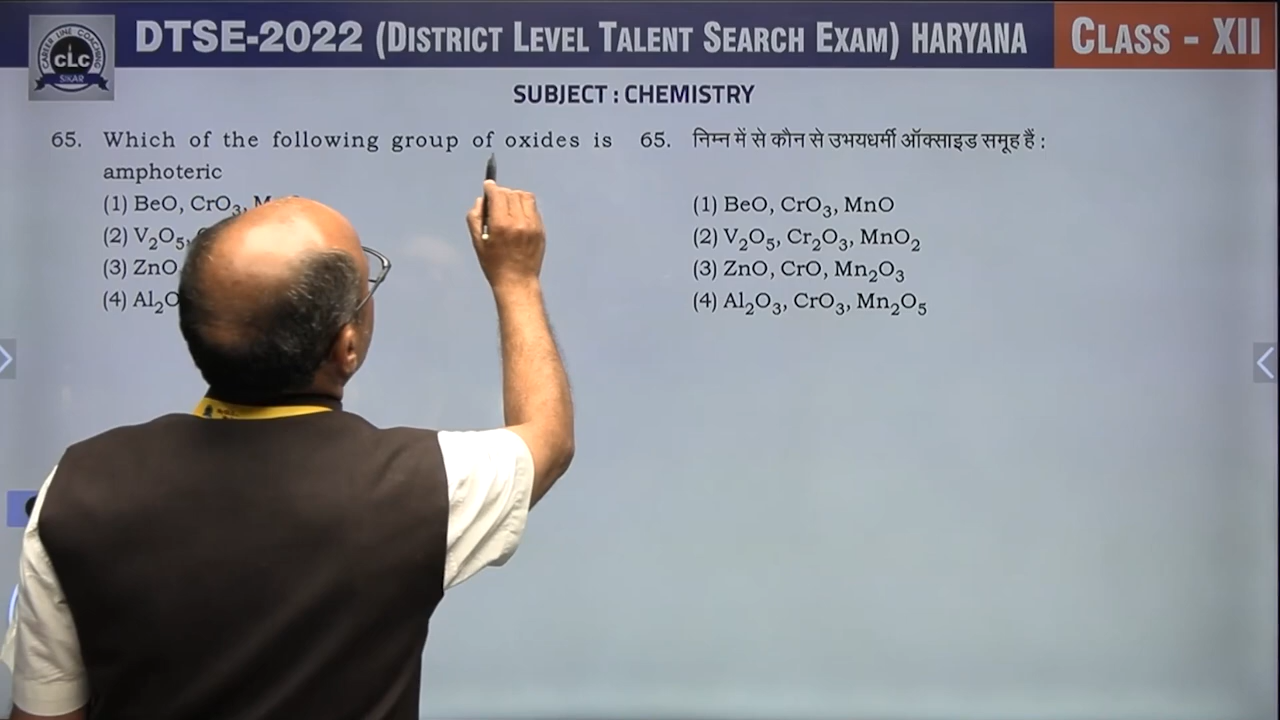 DTSE-2022 (DISTRICT LEVEL TALENT SEARCH EXAM) HARYANA
CLASS - XII
CAREER LINE COACHING
CLC
SIKAR
SUBJECT : CHEMISTRY
65. Which of the following group of oxides is
amphoteric
(1) BeO, CrO₃,
(2) V₂O₅,
(3) ZnO
(4)
65. निम्न में से कौन से उभयधर्मी ऑक्साइड समूह हैं :
(1) BeO, CrO₃, MnO
(2) V₂O₅, Cr₂O₃, MnO₂
(3) ZnO, CrO, Mn₂O₃
(4) Al₂O₃, CrO₃, Mn₂O₅